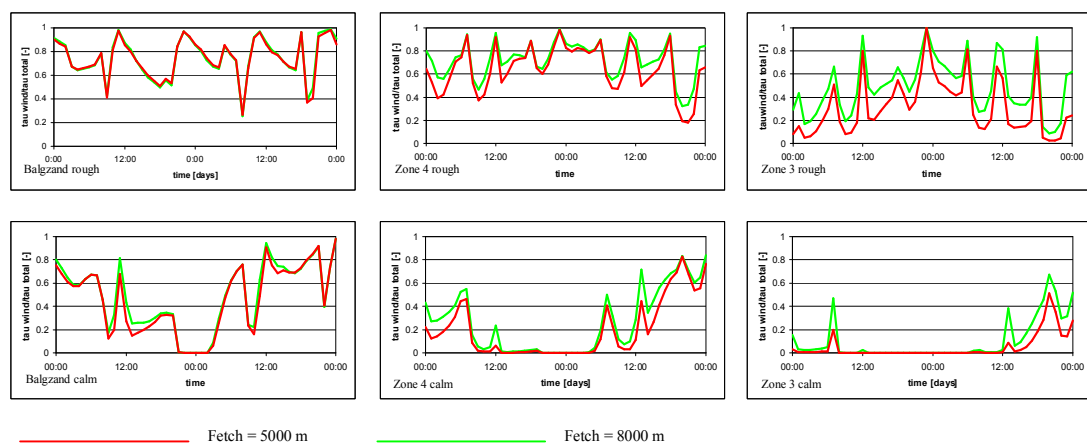 tau wind/tau total [-]
1
0.8
0.6
0.4
0.2
0
0:00 12:00 0:00 12:00 0:00
Balgzand rough
time [days]
tau wind/tau total [-]
1
0.8
0.6
0.4
0.2
0
00:00 12:00 00:00 12:00 00:00
Zone 4 rough
time
tau wind/tau total [-]
1
0.8
0.6
0.4
0.2
0
00:00 12:00 00:00 12:00 00:00
Zone 3 rough
time
tau wind/tau total [-]
1
0.8
0.6
0.4
0.2
0
00:00 12:00 00:00 12:00 00:00
Balgzand calm
time
tau wind/tau total [-]
1
0.8
0.6
0.4
0.2
0
00:00 12:00 00:00 12:00 00:00
Zone 4 calm
time [days]
tau wind/tau total [-]
1
0.8
0.6
0.4
0.2
0
00:00 12:00 00:00 12:00 00:00
Zone 3 calm
time [days]
Fetch = 5000 m
Fetch = 8000 m